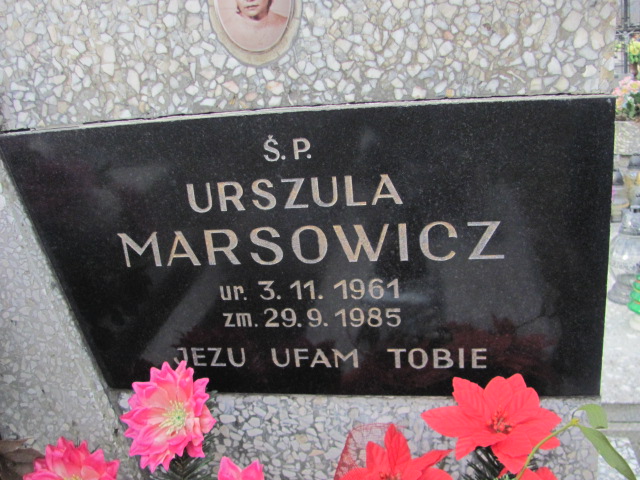 Ś.P.
URSZULA
MARSOWICZ
ur. 3.11.1961
zm. 29.9.1985
JEZU UFAM TOBIE